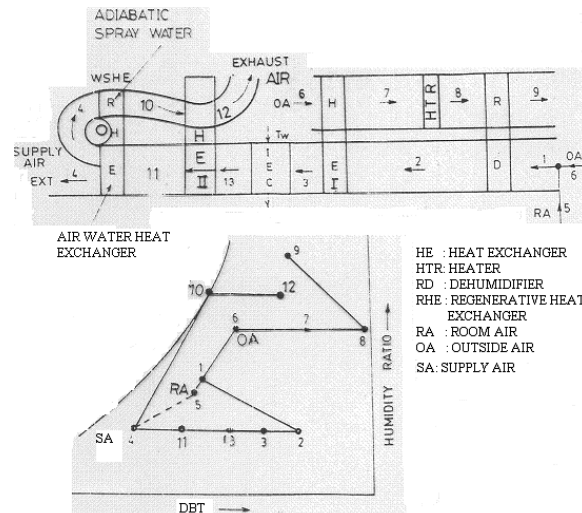 ADIABATIC
SPRAY WATER
WSHE
EXHAUST
AIR
4
R
10
12
OA
6
H
7
HTR
8
R
9
H
H
Tw
SUPPLY
AIR
EXT
4
E
11
E
II
13
I
E
C
3
E
I
2
D
1
OA
6
RA
5
AIR WATER HEAT
EXCHANGER
9
10
12
6
OA
7
8
1
RA
5
SA
4
11
13
3
2
HUMIDITY RATIO
DBT
HE : HEAT EXCHANGER
HTR: HEATER
RD : DEHUMIDIFIER
RHE : REGENERATIVE HEAT
EXCHANGER
RA : ROOM AIR
OA : OUTSIDE AIR
SA: SUPPLY AIR